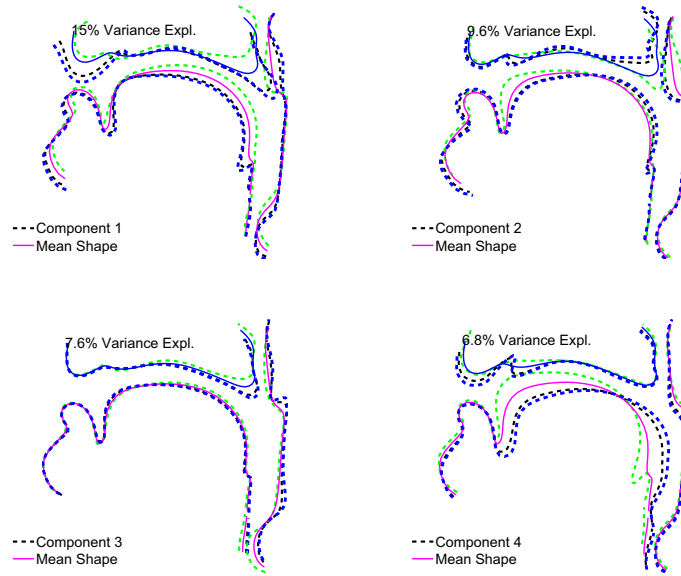 15% Variance Expl.
9.6% Variance Expl.
Component 1
Mean Shape
Component 2
Mean Shape
7.6% Variance Expl.
6.8% Variance Expl.
Component 3
Mean Shape
Component 4
Mean Shape